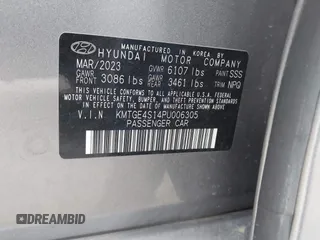 MANUFACTURED IN KOREA BY
HYUNDAI MOTOR COMPANY
MAR/2023 GVWR 6107 lbs PAINT SSS
GAWR FRONT 3086 lbs GAWR REAR 3461 lbs TRIM NPQ
THIS VEHICLE CONFORMS TO ALL APPLICABLE U.S.
FEDERAL MOTOR VEHICLE SAFETY, BUMPER, AND
THEFT PREVENTION STANDARDS IN EFFECT ON THE
DATE OF MANUFACTURE SHOWN ABOVE.
V.I.N KMTGE4S14PU006305
PASSENGER CAR
DREAMBID